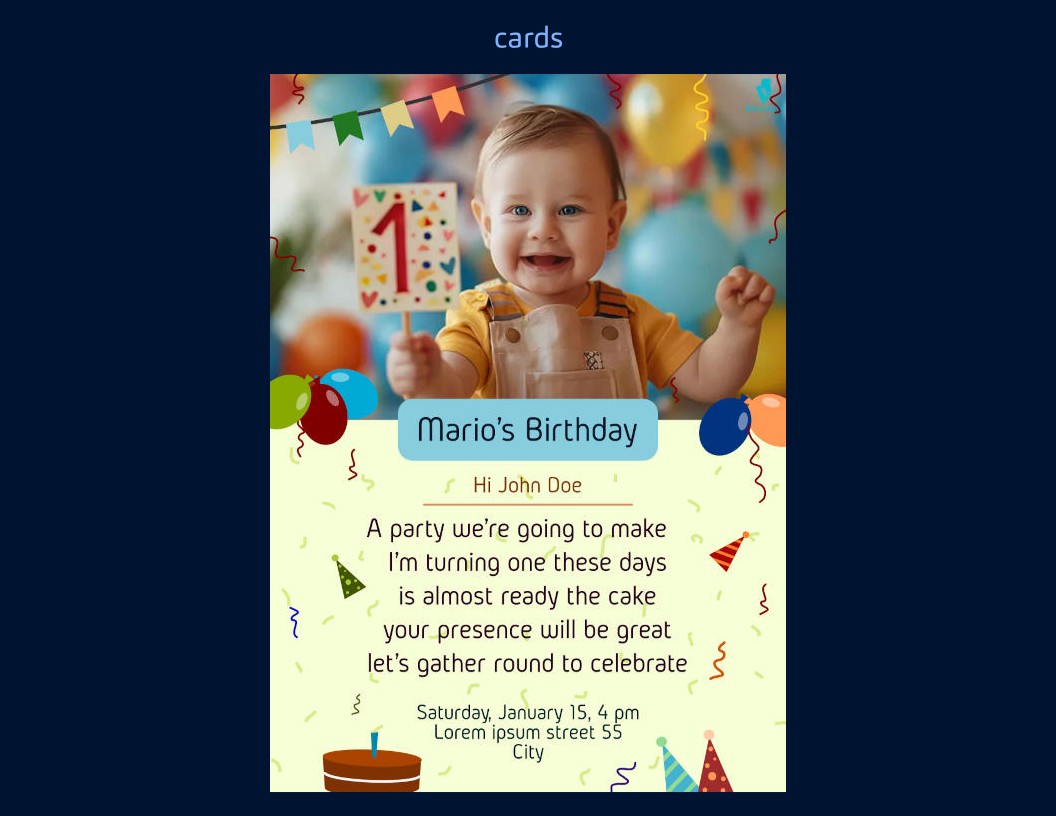 cards
1
Mario's Birthday
Hi John Doe
A party we're going to make
I'm turning one these days
is almost ready the cake
your presence will be great
let's gather round to celebrate
Saturday, January 15, 4 pm
Lorem ipsum street 55
City